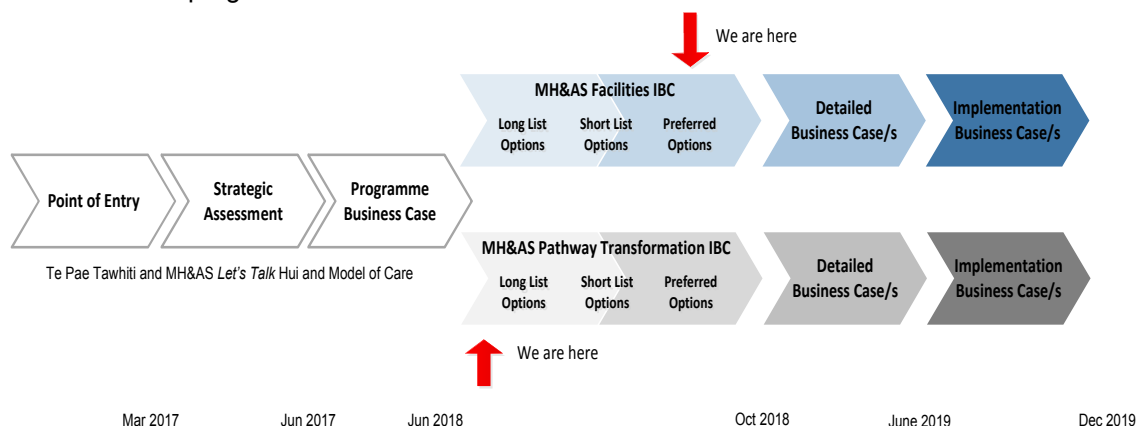 We are here
MH&AS Facilities IBC
Long List
Options
Short List
Options
Preferred
Options
Detailed
Business Case/s
Implementation
Business Case/s
Point of Entry
Strategic
Assessment
Programme
Business Case
Te Pae Tawhiti and MH&AS Let's Talk Hui and Model of Care
MH&AS Pathway Transformation IBC
Long List
Options
Short List
Options
Preferred
Options
Detailed
Business Case/s
Implementation
Business Case/s
We are here
Mar 2017
Jun 2017
Jun 2018
Oct 2018
June 2019
Dec 2019